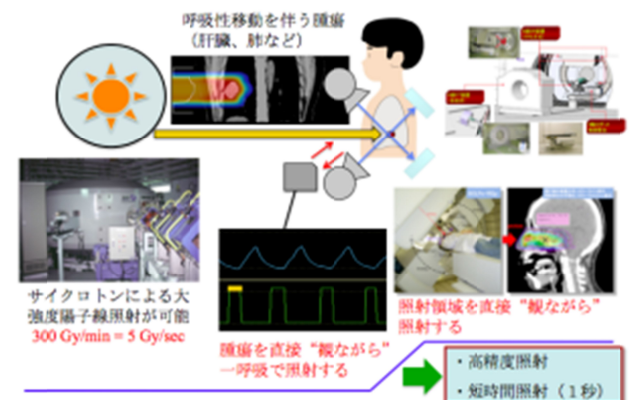 呼吸性移動を伴う腫瘍
(肝臓、肺など)
サイクロトンによる大
強度陽子線照射が可能
300 Gy/min = 5 Gy/sec
腫瘍を直接“観ながら”
一呼吸で照射する
照射領域を直接“観ながら”
照射する
・高精度照射
・短時間照射(1秒)